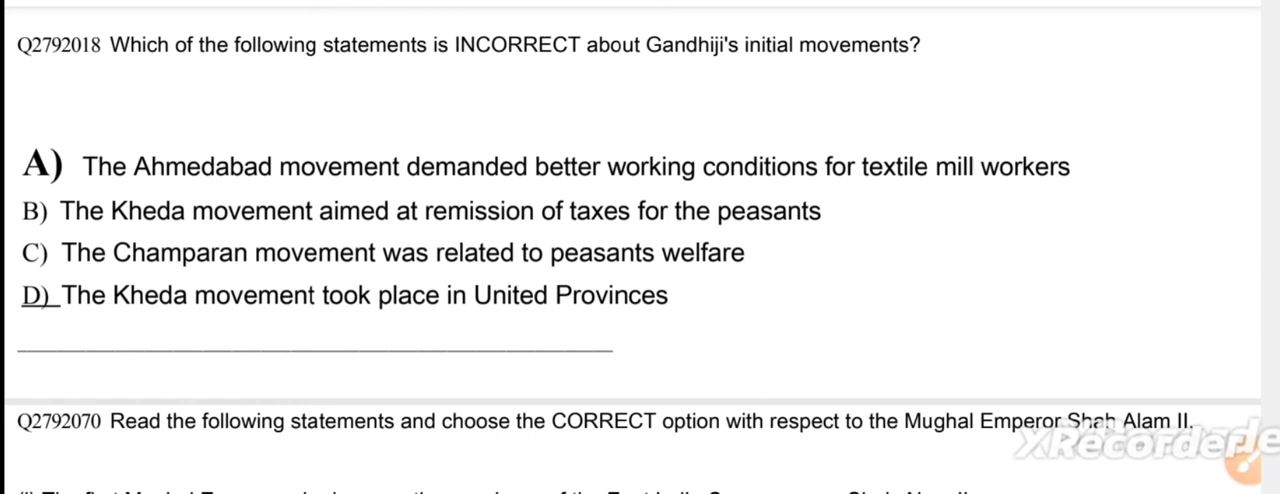 Q2792018 Which of the following statements is INCORRECT about Gandhiji's initial movements?
A) The Ahmedabad movement demanded better working conditions for textile mill workers
B) The Kheda movement aimed at remission of taxes for the peasants
C) The Champaran movement was related to peasants welfare
D) The Kheda movement took place in United Provinces
Q2792070 Read the following statements and choose the CORRECT option with respect to the Mughal Emperor Shah Alam II.
XRecorder